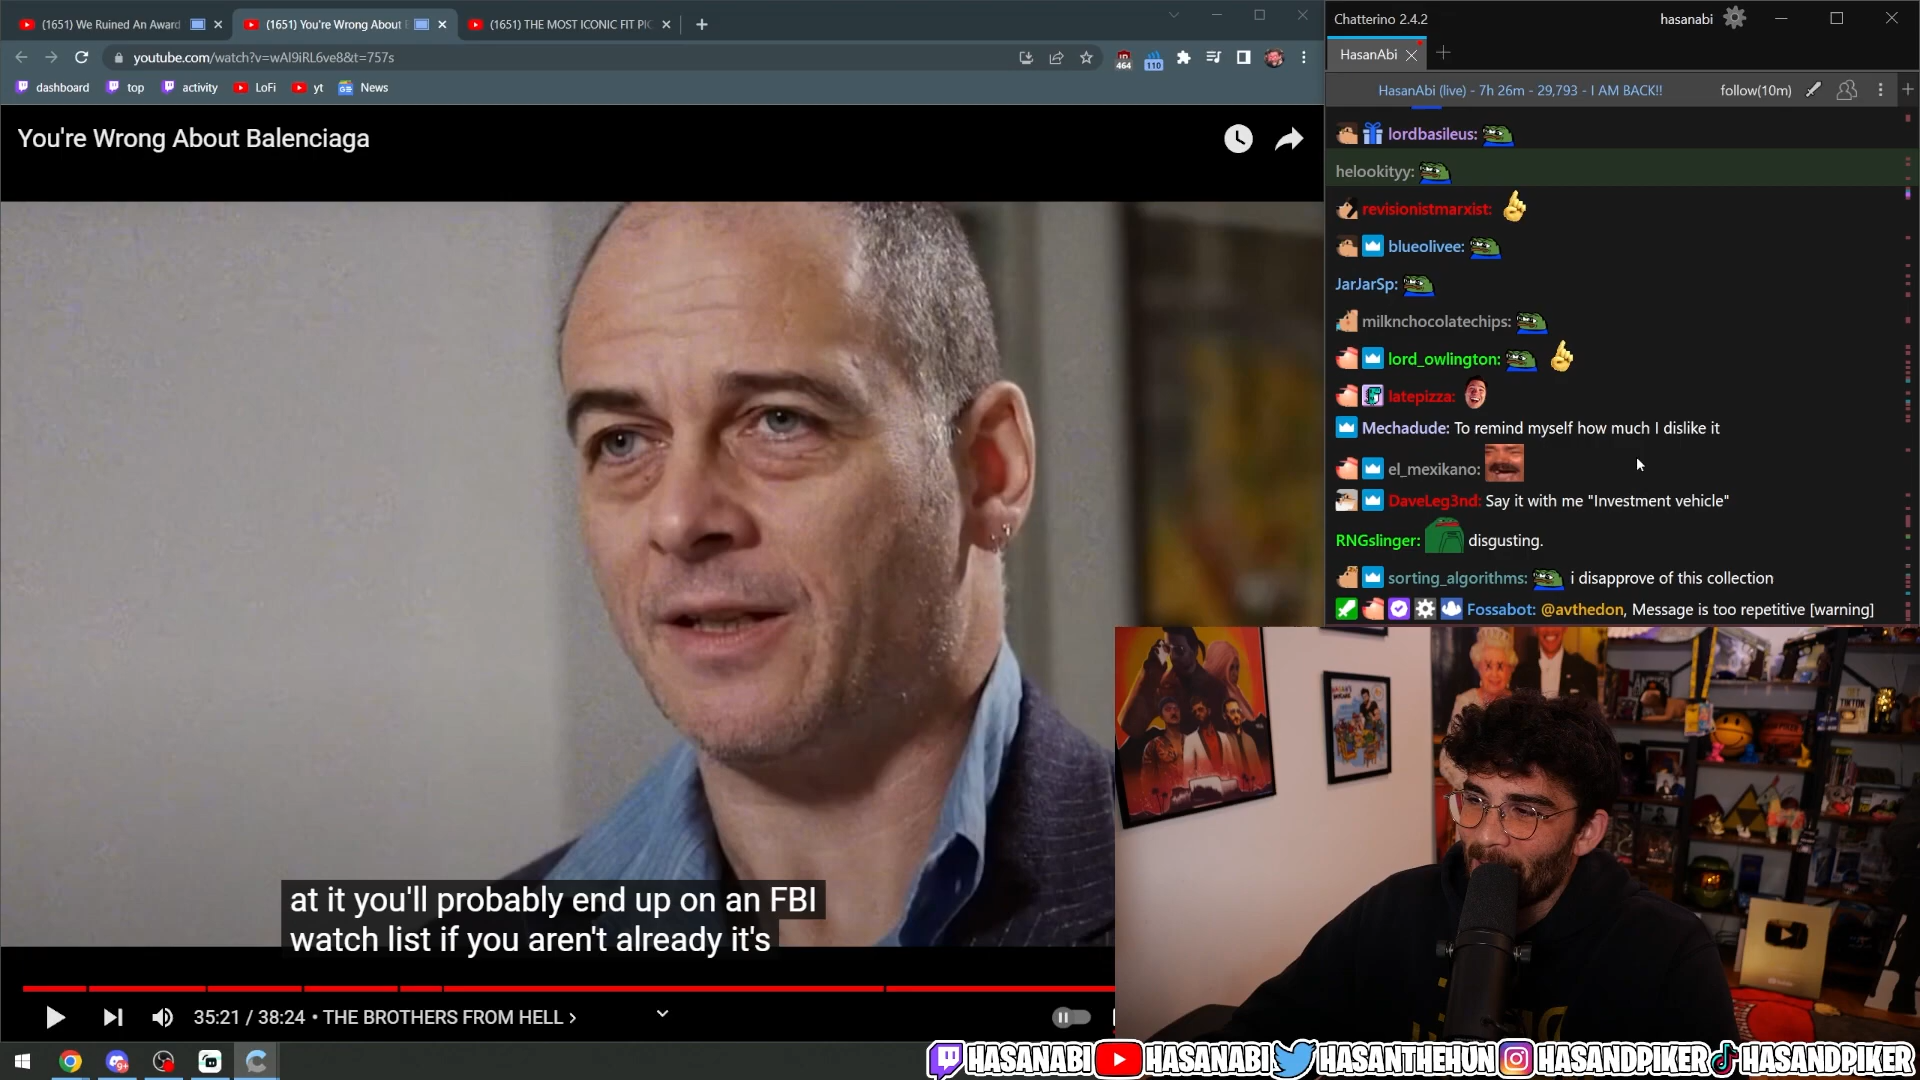 (1651) We Ruined An Award
(1651) You're Wrong About
(1651) THE MOST ICONIC FIT PIC
youtube.com/watch?v=wAI9iRL6ve8&t=757s
464
110
dashboard
top
activity
LoFi
yt
News
You're Wrong About Balenciaga
at it you'll probably end up on an FBI
watch list if you aren't already it's
35:21 / 38:24 • THE BROTHERS FROM HELL >
Chatterino 2.4.2
hasanabi
HasanAbi
HasanAbi (live) - 7h 26m - 29,793 - I AM BACK!!
follow(10m)
lordbasileus:
helookityy:
revisionistmarxist:
blueolivee:
JarJarSp:
milknchocolatechips:
lord_owlington:
latepizza:
Mechadude: To remind myself how much I dislike it
el_mexikano:
DaveLeg3nd: Say it with me "Investment vehicle"
RNGslinger: disgusting.
sorting_algorithms: i disapprove of this collection
Fossabot: @avthedon, Message is too repetitive [warning]
HASANABI HASANABI HASANTHEHUN HASANDPIKER HASANDPIKER